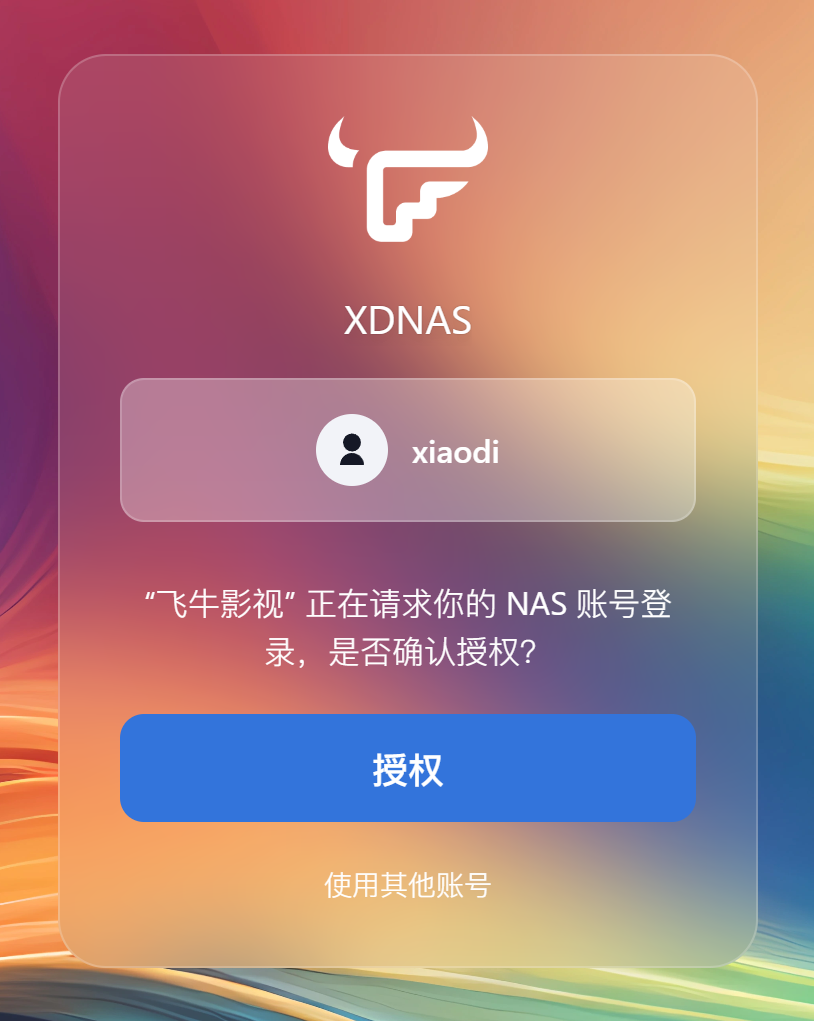 XDNAS
xiaodi
“飞牛影视” 正在请求你的 NAS 账号登
录，是否确认授权？
授权
使用其他账号